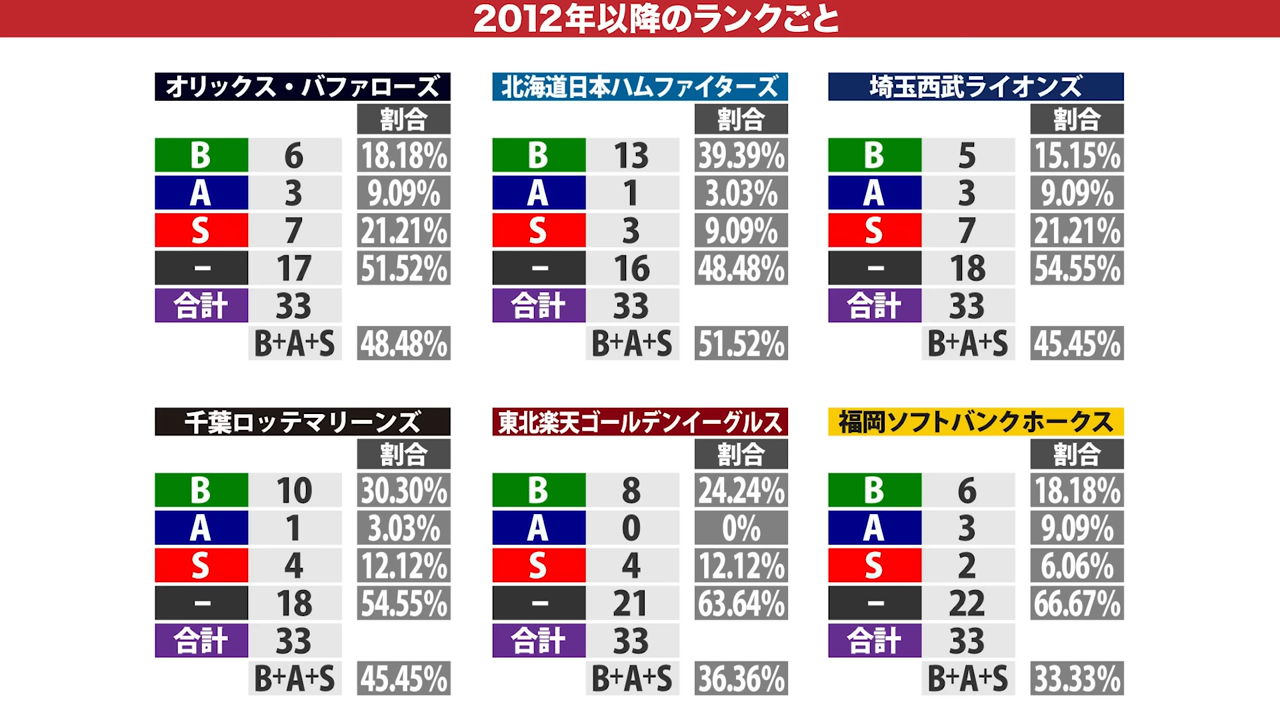 2012年以降のランクごと
オリックス・バファローズ
割合
B 6 18.18%
A 3 9.09%
S 7 21.21%
– 17 51.52%
合計 33
B+A+S 48.48%
北海道日本ハムファイターズ
割合
B 13 39.39%
A 1 3.03%
S 3 9.09%
– 16 48.48%
合計 33
B+A+S 51.52%
埼玉西武ライオンズ
割合
B 5 15.15%
A 3 9.09%
S 7 21.21%
– 18 54.55%
合計 33
B+A+S 45.45%
千葉ロッテマリーンズ
割合
B 10 30.30%
A 1 3.03%
S 4 12.12%
– 18 54.55%
合計 33
B+A+S 45.45%
東北楽天ゴールデンイーグルス
割合
B 8 24.24%
A 0 0%
S 4 12.12%
– 21 63.64%
合計 33
B+A+S 36.36%
福岡ソフトバンクホークス
割合
B 6 18.18%
A 3 9.09%
S 2 6.06%
– 22 66.67%
合計 33
B+A+S 33.33%